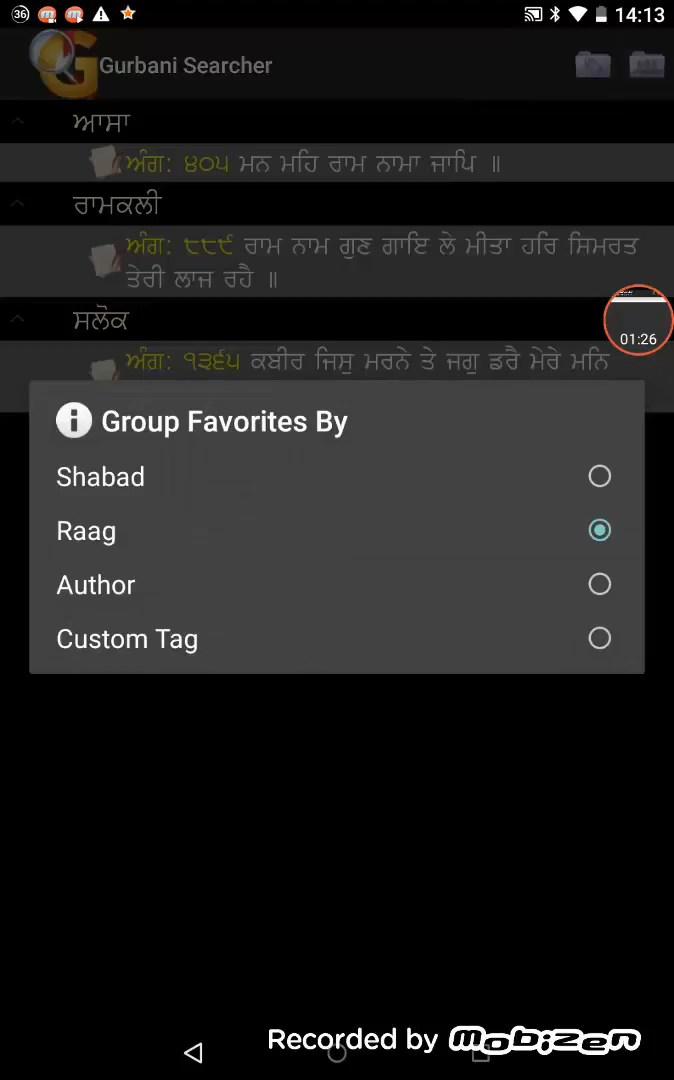 36 14:13
Gurbani Searcher
ਆਸਾ
ਅੰਗ: ੪੦੫ ਮਨ ਮਹਿ ਰਾਮ ਨਾਮਾ ਜਾਪਿ ॥
ਰਾਮਕਲੀ
ਅੰਗ: ੮੮੯ ਰਾਮ ਨਾਮ ਗੁਣ ਗਾਇ ਲੇ ਮੀਤਾ ਹਰਿ ਸਿਮਰਤ
ਤੇਰੀ ਲਾਜ ਰਹੈ ॥
ਸਲੋਕ
01:26
ਅੰਗ: ੧੩੬੫ ਕਬੀਰ ਜਿਸੁ ਮਰਨੇ ਤੇ ਜਗੁ ਡਰੈ ਮੇਰੇ ਮਨਿ
Group Favorites By
Shabad
Raag
Author
Custom Tag
Recorded by mobizen